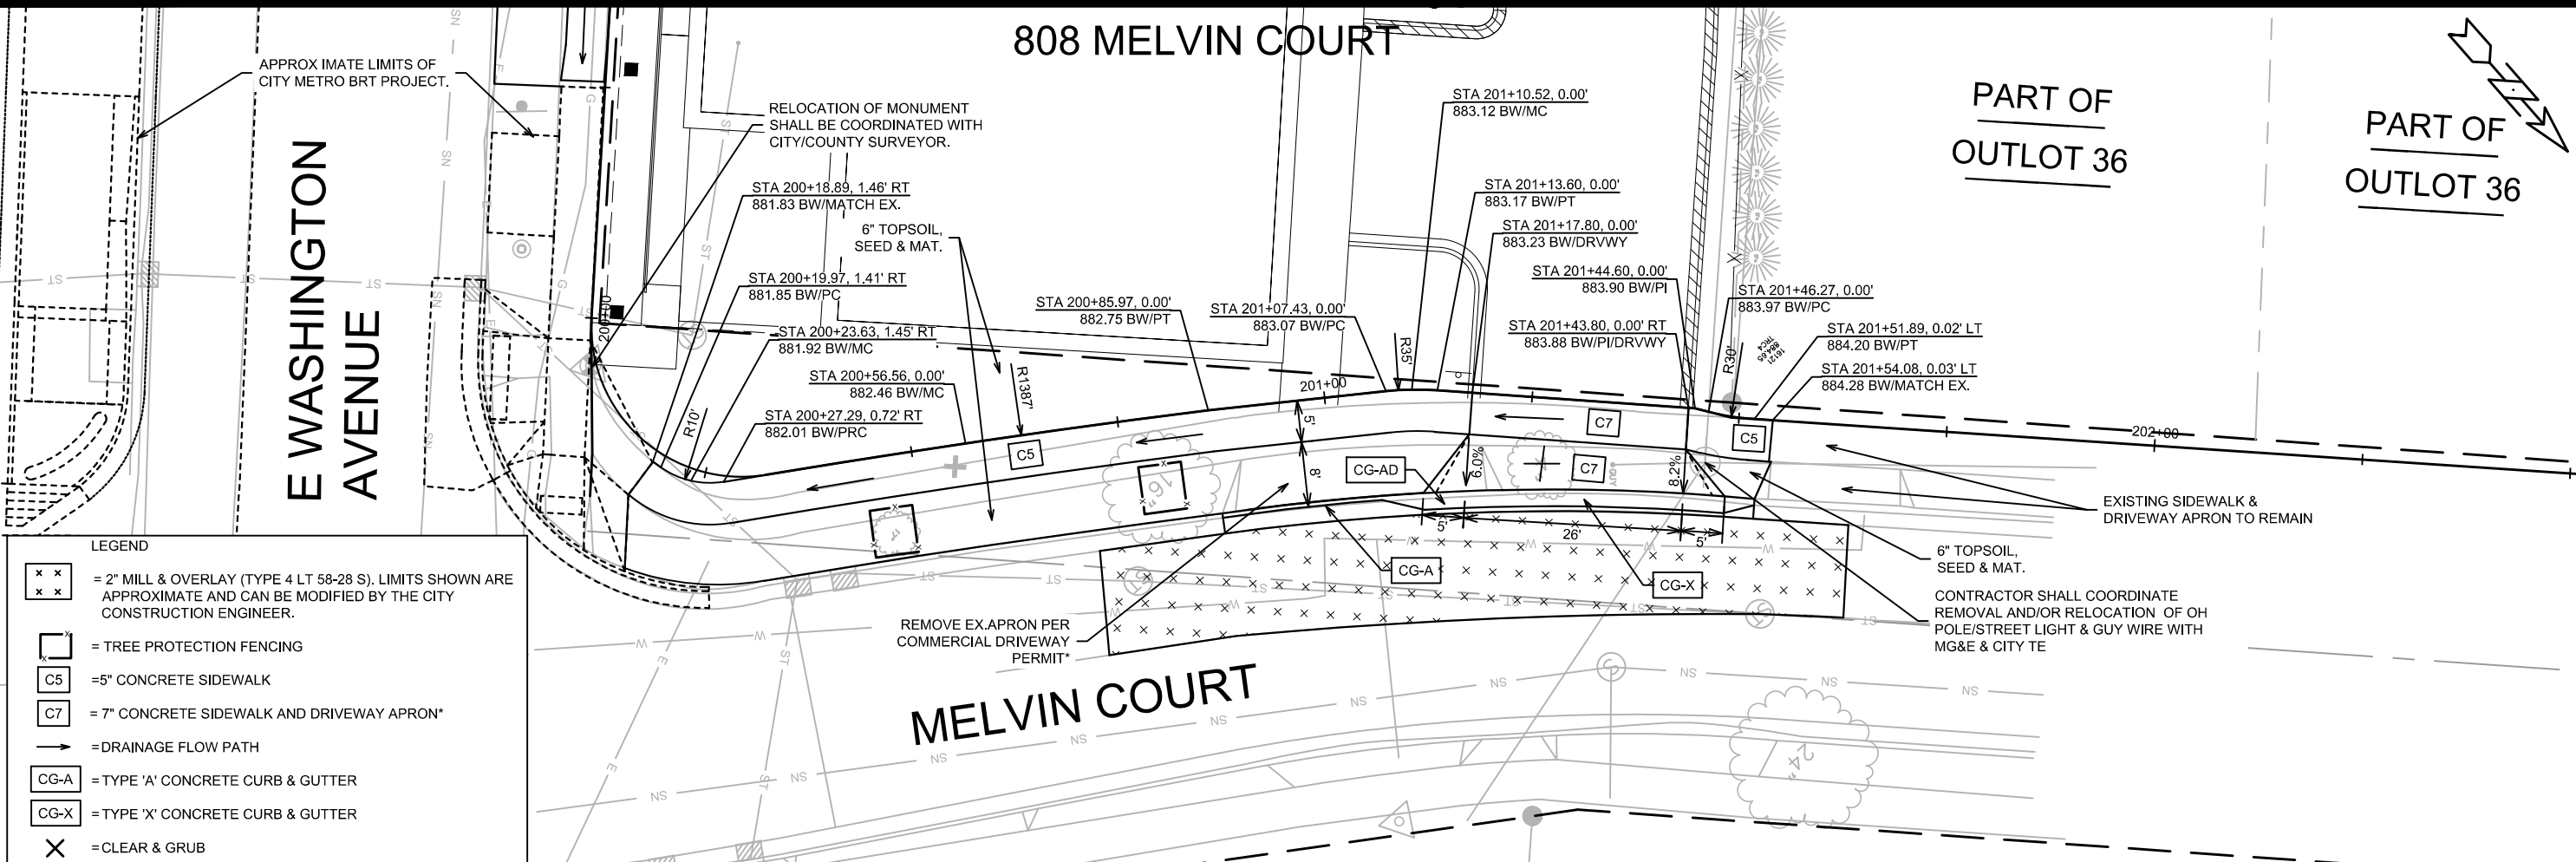 808 MELVIN COURT
APPROX IMATE LIMITS OF
CITY METRO BRT PROJECT.
E WASHINGTON
AVENUE
RELOCATION OF MONUMENT
SHALL BE COORDINATED WITH
CITY/COUNTY SURVEYOR.
STA 200+18.89, 1.46' RT
881.83 BW/MATCH EX.
6" TOPSOIL,
SEED & MAT.
STA 200+19.97, 1.41' RT
881.85 BW/PC
STA 200+23.63, 1.45' RT
881.92 BW/MC
STA 200+56.56, 0.00'
882.46 BW/MC
STA 200+27.29, 0.72' RT
882.01 BW/PRC
STA 200+85.97, 0.00'
882.75 BW/PT
STA 201+07.43, 0.00'
883.07 BW/PC
STA 201+10.52, 0.00'
883.12 BW/MC
STA 201+13.60, 0.00'
883.17 BW/PT
STA 201+17.80, 0.00'
883.23 BW/DRVWY
STA 201+44.60, 0.00'
883.90 BW/PI
STA 201+43.80, 0.00' RT
883.88 BW/PI/DRVWY
STA 201+46.27, 0.00'
883.97 BW/PC
STA 201+51.89, 0.02' LT
884.20 BW/PT
STA 201+54.08, 0.03' LT
884.28 BW/MATCH EX.
PART OF
OUTLOT 36
PART OF
OUTLOT 36
200+00
R10'
R1387'
201+00
R35'
R30'
202+00
16121
884.65
TRC4
C5
C7
C5
C7
CG-AD
5'
8'
6.0%
8.2%
GUY
16"
5'
26'
5'
CG-A
CG-X
EXISTING SIDEWALK &
DRIVEWAY APRON TO REMAIN
6" TOPSOIL,
SEED & MAT.
CONTRACTOR SHALL COORDINATE
REMOVAL AND/OR RELOCATION OF OH
POLE/STREET LIGHT & GUY WIRE WITH
MG&E & CITY TE
REMOVE EX.APRON PER
COMMERCIAL DRIVEWAY
PERMIT*
MELVIN COURT
24"
LEGEND
= 2" MILL & OVERLAY (TYPE 4 LT 58-28 S). LIMITS SHOWN ARE
APPROXIMATE AND CAN BE MODIFIED BY THE CITY
CONSTRUCTION ENGINEER.
= TREE PROTECTION FENCING
C5 =5" CONCRETE SIDEWALK
C7 = 7" CONCRETE SIDEWALK AND DRIVEWAY APRON*
=DRAINAGE FLOW PATH
CG-A = TYPE 'A' CONCRETE CURB & GUTTER
CG-X = TYPE 'X' CONCRETE CURB & GUTTER
=CLEAR & GRUB